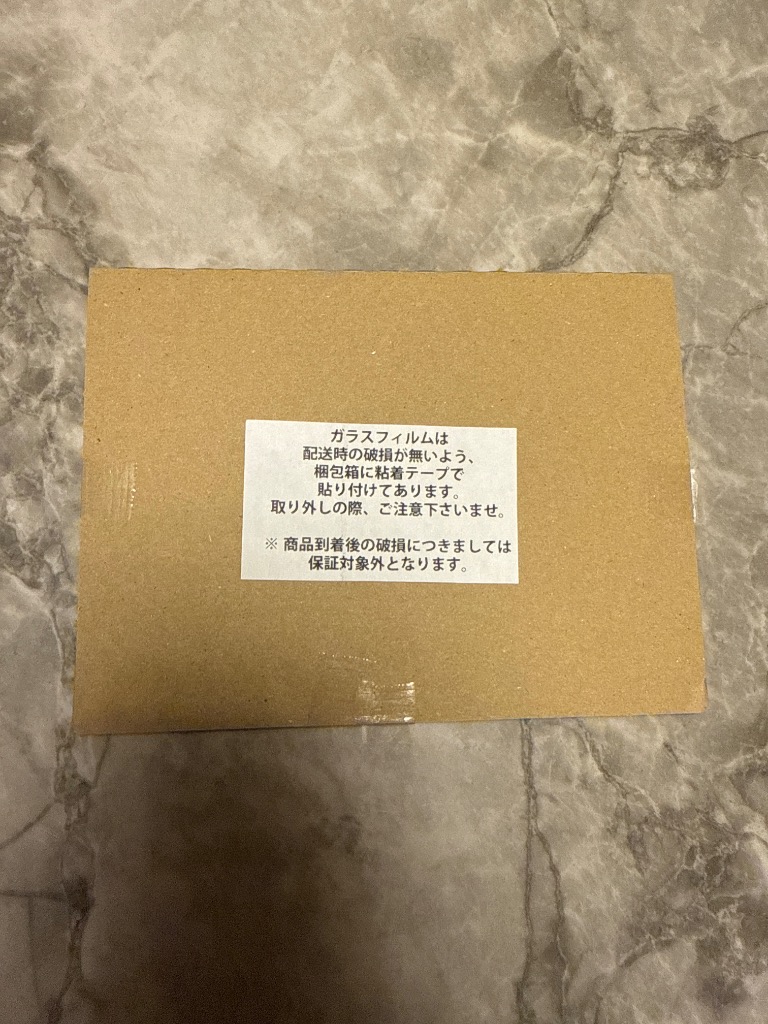 ガラスフィルムは
配送時の破損が無いよう、
梱包箱に粘着テープで
貼り付けてあります。
取り外しの際、ご注意下さいませ。
※ 商品到着後の破損につきましては
保証対象外となります。